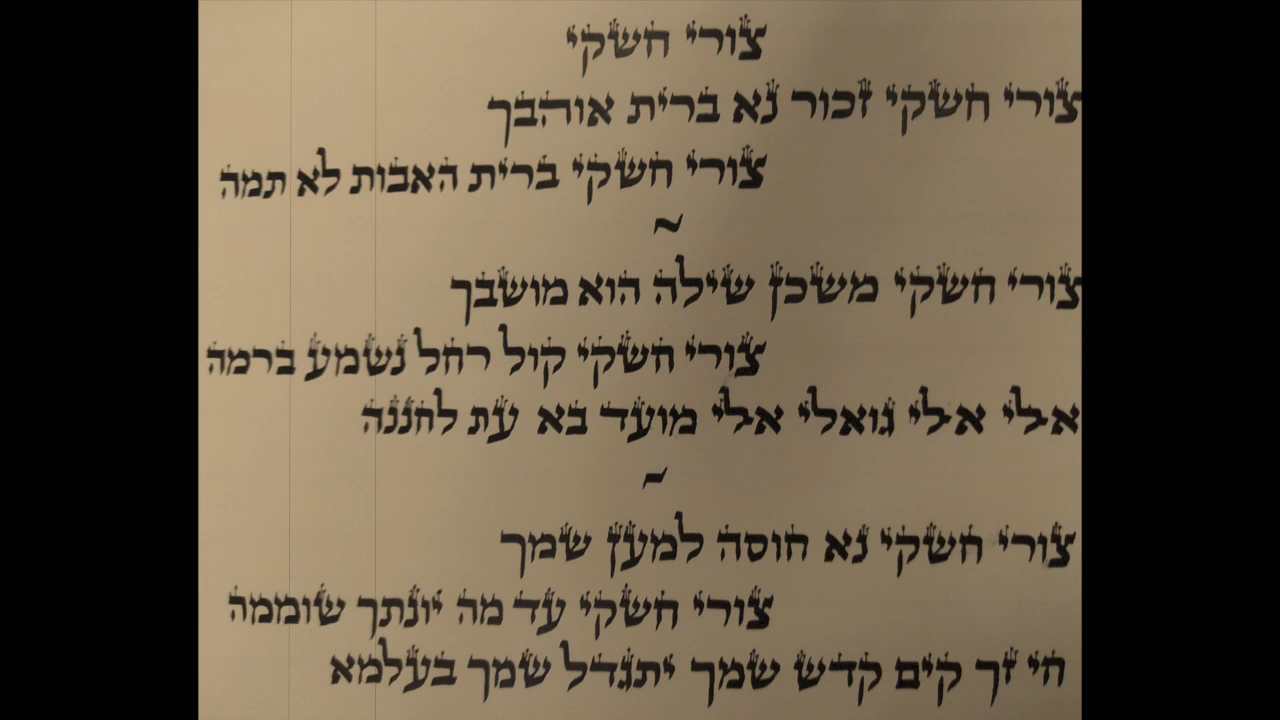 צורי חשקי
צורי חשקי זכור נא ברית אוהבך
צורי חשקי ברית האבות לא תמה
~
צורי חשקי משכן שילה הוא מושבך
צורי חשקי קול רחל נשמע ברמה
אלי אלי גואלי אלי מועד בא עת לחננה
~
צורי חשקי נא חוסה למען שמך
צורי חשקי עד מה יונתך שוממה
חי זך קים קדש שמך יתגדל שמך בעלמא